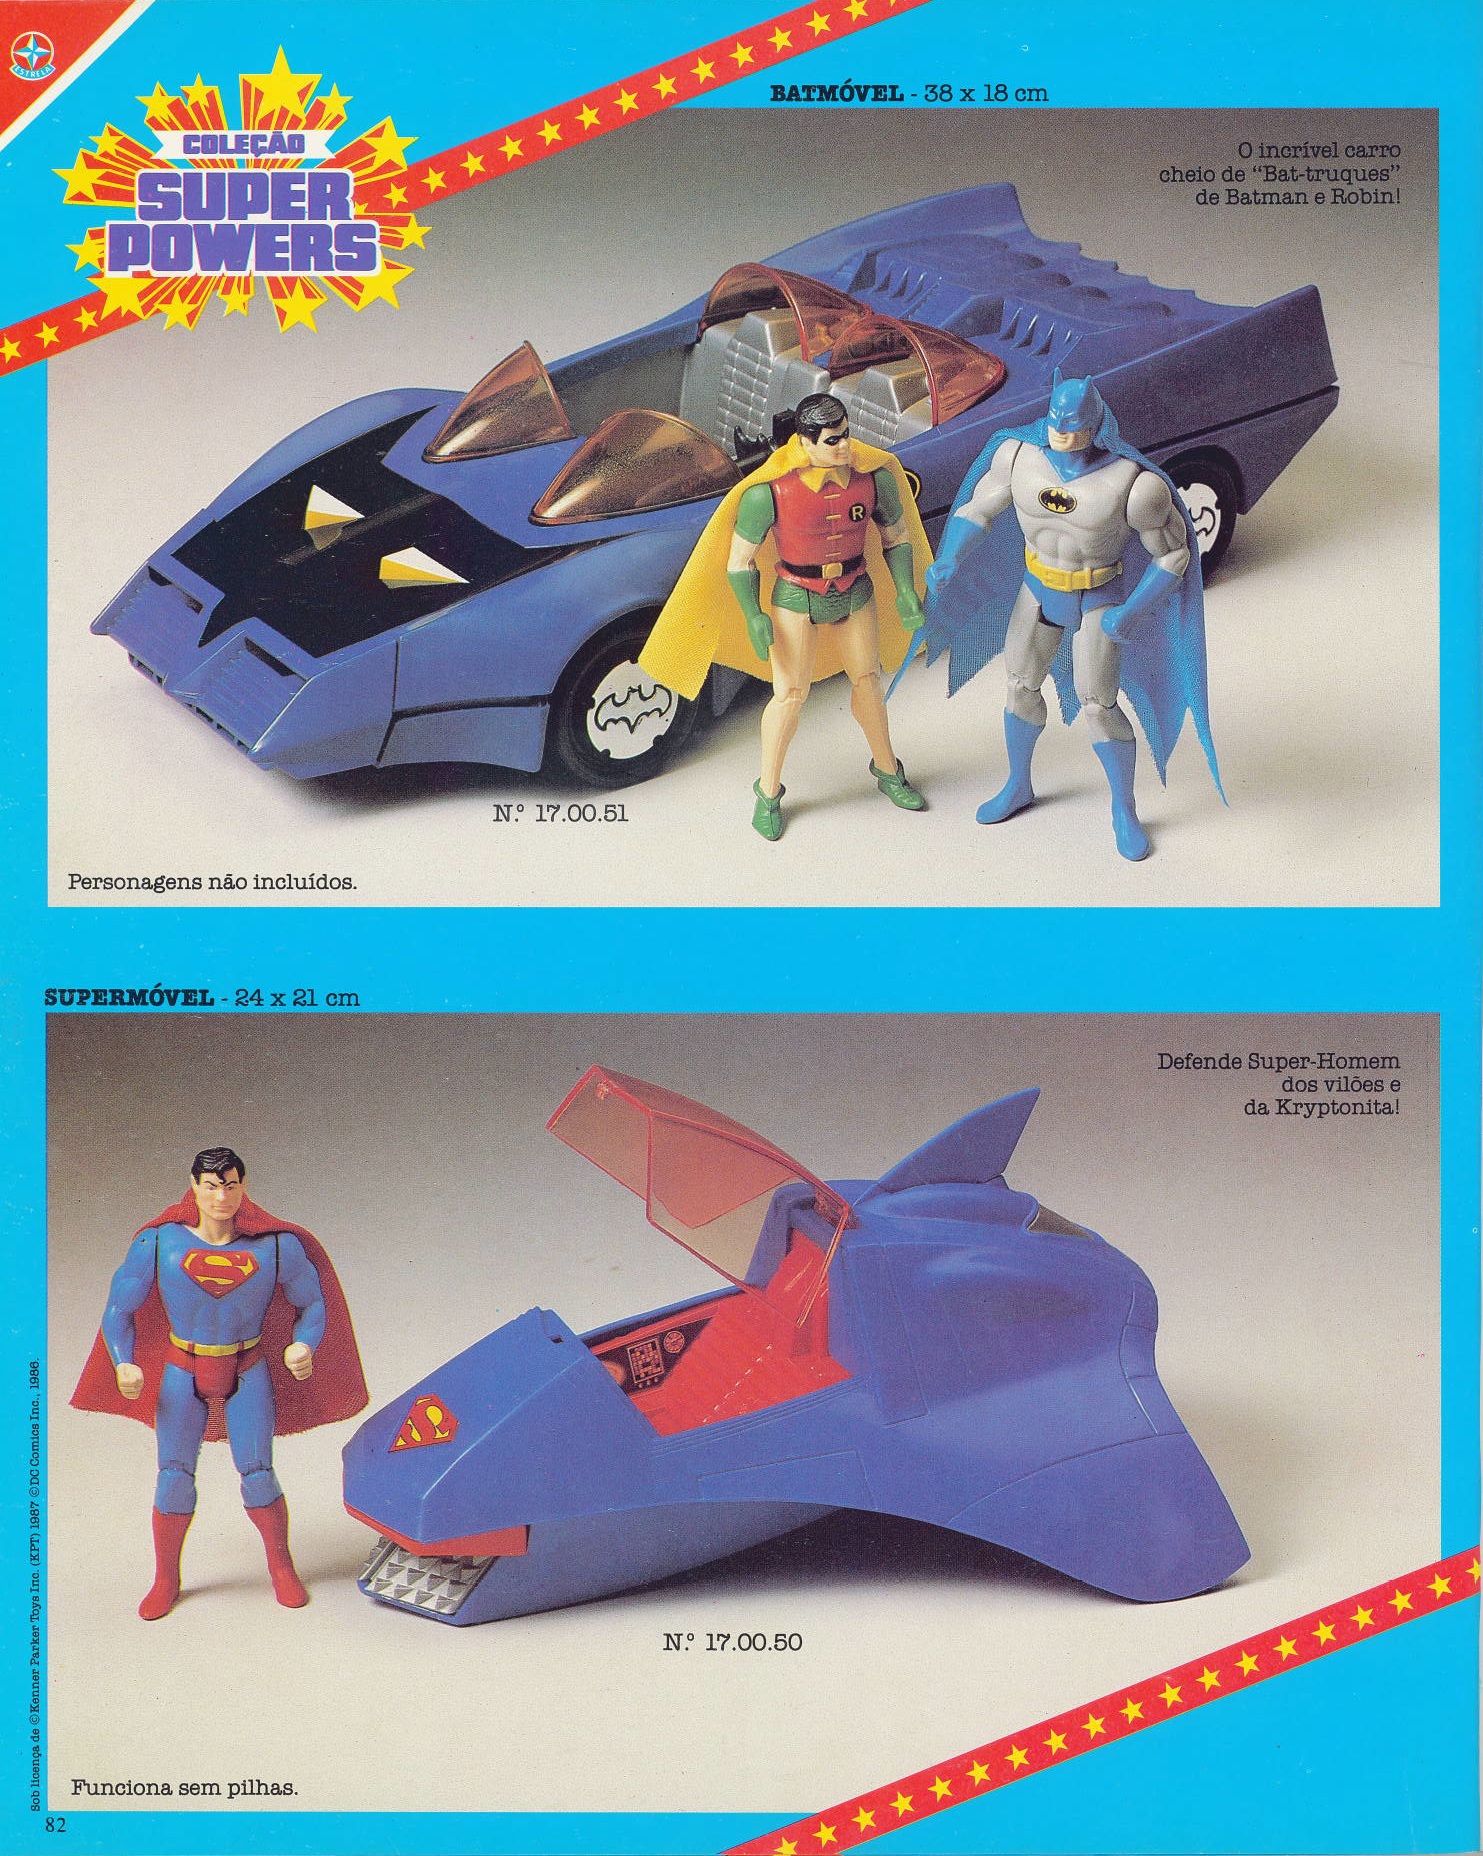 ESTRELA
COLEÇÃO
SUPER
POWERS
BATMÓVEL - 38 x 18 cm
O incrível carro
cheio de "Bat-truques"
de Batman e Robin!
R
N.º 17.00.51
Personagens não incluídos.
SUPERMÓVEL - 24 x 21 cm
Defende Super-Homem
dos vilões e
da Kryptonita!
S
S
N.º 17.00.50
Funciona sem pilhas.
Sob licença de ©Kenner Parker Toys Inc. (KPT) 1987 ©DC Comics Inc., 1986.
82